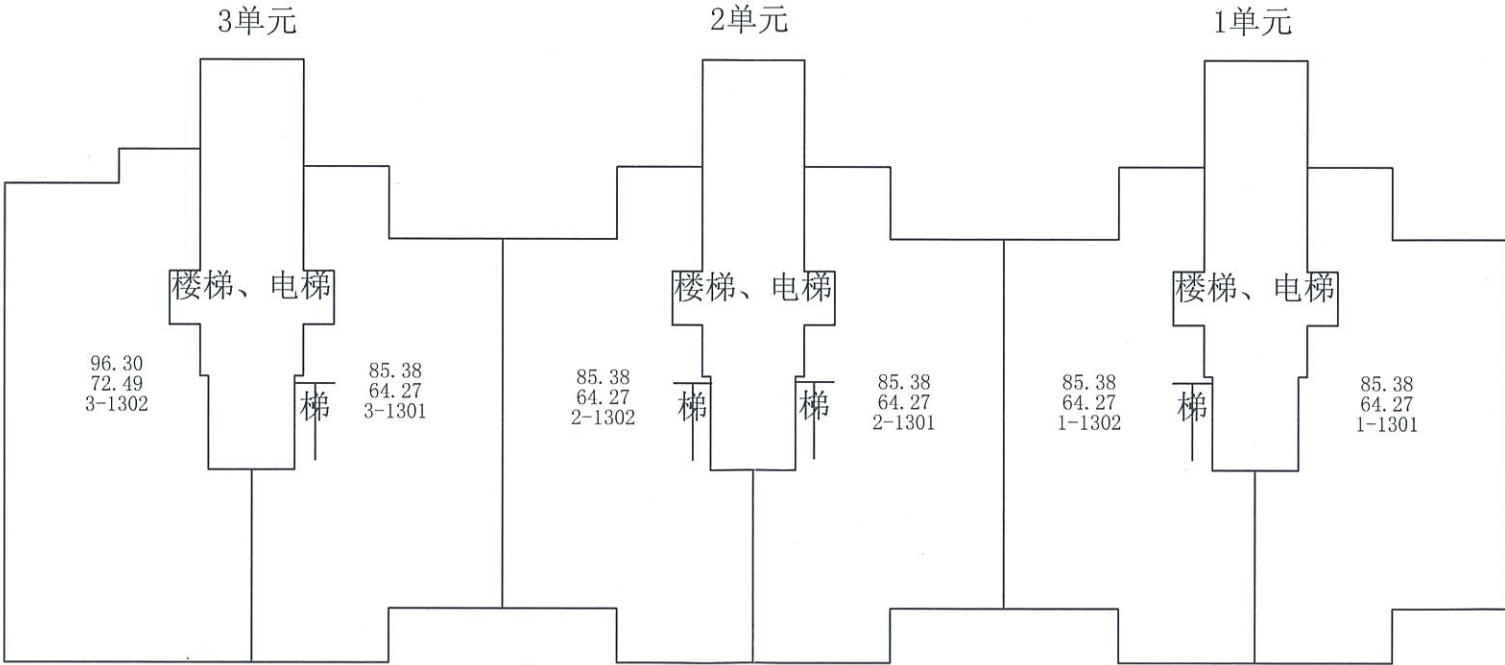 3单元
2单元
1单元
楼梯、电梯
楼梯、电梯
楼梯、电梯
96.30
72.49
3-1302
85.38
64.27
3-1301
梯
85.38
64.27
2-1302
梯
梯
85.38
64.27
2-1301
85.38
64.27
1-1302
梯
85.38
64.27
1-1301